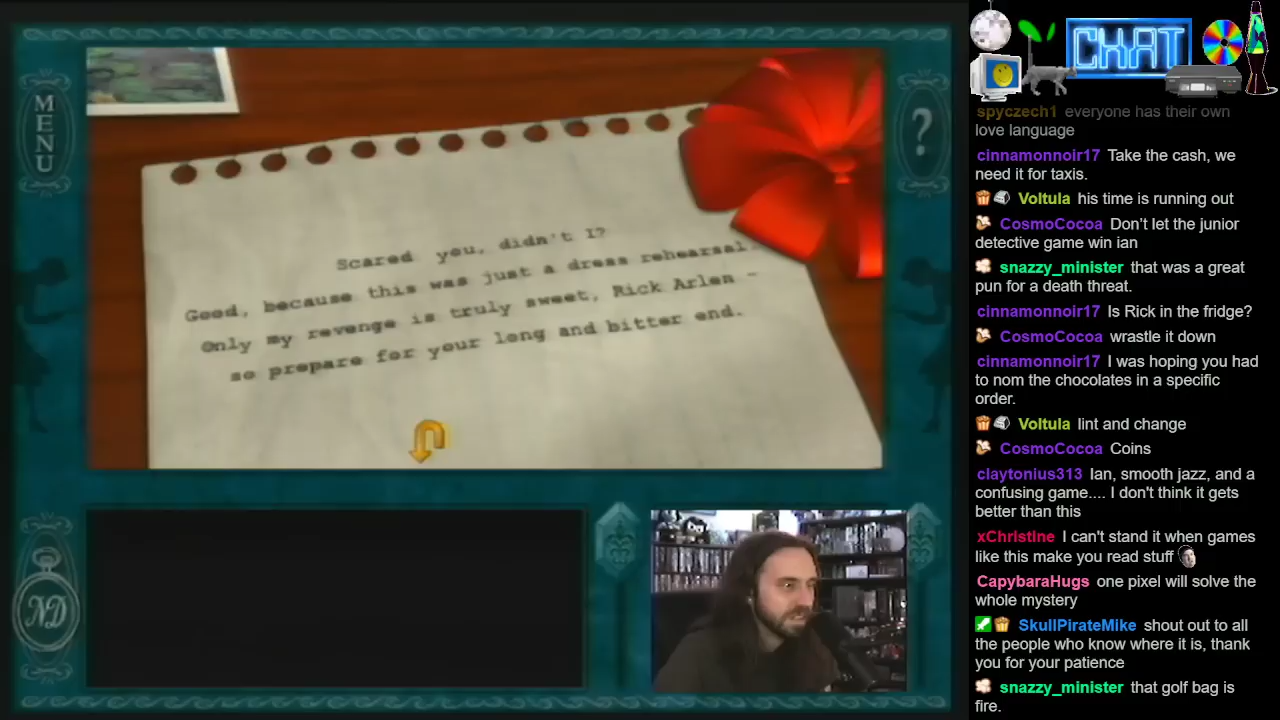 MENU
?
Scared you, didn't I?
Good, because this was just a dress rehearsal.
Only my revenge is truly sweet, Rick Arlen -
so prepare for your long and bitter end.
ND
CHAT
spyczech1 everyone has their own
love language
cinnamonnoir17 Take the cash, we
need it for taxis.
Voltula his time is running out
CosmoCocoa Don't let the junior
detective game win ian
snazzy_minister that was a great
pun for a death threat.
cinnamonnoir17 Is Rick in the fridge?
CosmoCocoa wrastle it down
cinnamonnoir17 I was hoping you had
to nom the chocolates in a specific
order.
Voltula lint and change
CosmoCocoa Coins
claytonius313 Ian, smooth jazz, and a
confusing game.... I don't think it gets
better than this
xChristine I can't stand it when games
like this make you read stuff
CapybaraHugs one pixel will solve the
whole mystery
SkullPirateMike shout out to all
the people who know where it is, thank
you for your patience
snazzy_minister that golf bag is
fire.